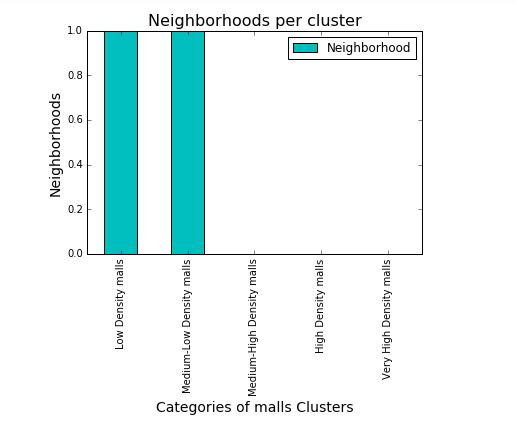 Neighborhoods per cluster
Neighborhood
Neighborhoods
1.0
0.8
0.6
0.4
0.2
0.0
Low Density malls
Medium-Low Density malls
Medium-High Density malls
High Density malls
Very High Density malls
Categories of malls Clusters